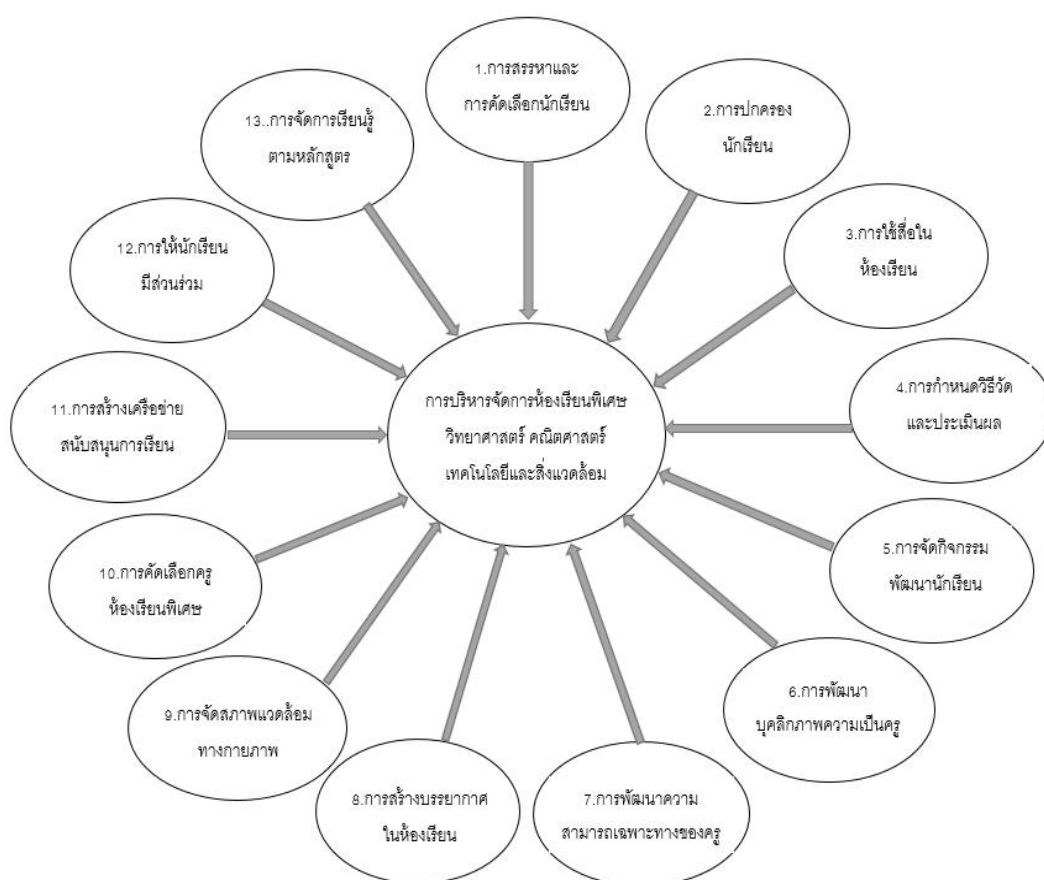 1.การสรรหาและ
การคัดเลือกนักเรียน
2.การปกครอง
นักเรียน
3.การใช้สื่อใน
ห้องเรียน
4.การกำหนดวิธีวัด
และประเมินผล
5.การจัดกิจกรรม
พัฒนานักเรียน
6.การพัฒนา
บุคลิกภาพความเป็นครู
7.การพัฒนาความ
สามารถเฉพาะทางของครู
8.การสร้างบรรยากาศ
ในห้องเรียน
9.การจัดสภาพแวดล้อม
ทางกายภาพ
10.การคัดเลือกครู
ห้องเรียนพิเศษ
11.การสร้างเครือข่าย
สนับสนุนการเรียน
12.การให้นักเรียน
มีส่วนร่วม
13..การจัดการเรียนรู้
ตามหลักสูตร
การบริหารจัดการห้องเรียนพิเศษ
วิทยาศาสตร์ คณิตศาสตร์
เทคโนโลยีและสิ่งแวดล้อม